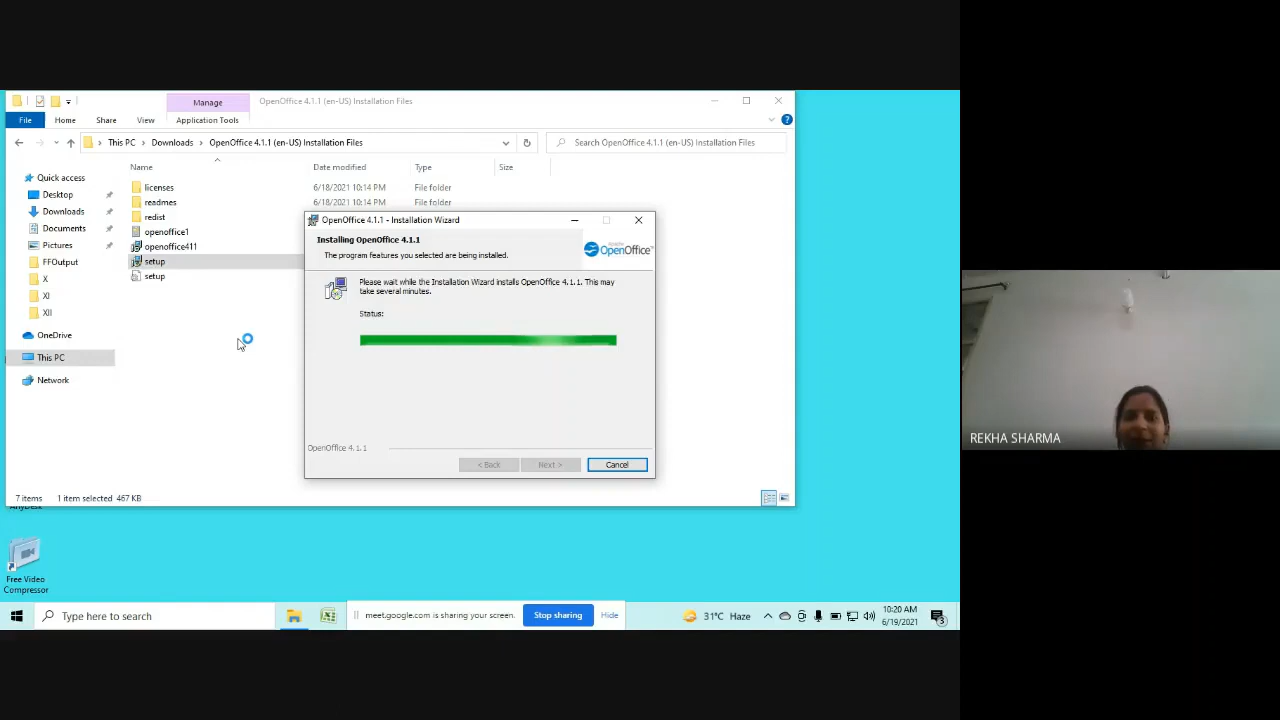 Manage
OpenOffice 4.1.1 (en-US) Installation Files
File
Home
Share
View
Application Tools
This PC
Downloads
OpenOffice 4.1.1 (en-US) Installation Files
Search OpenOffice 4.1.1 (en-US) Installation Files
Name
Date modified
Type
Size
Quick access
Desktop
Downloads
Documents
Pictures
FFOutput
X
XI
XII
OneDrive
This PC
Network
licenses
6/18/2021 10:14 PM
File folder
readmes
6/18/2021 10:14 PM
File folder
redist
openoffice1
openoffice411
setup
setup
OpenOffice 4.1.1 - Installation Wizard
Installing OpenOffice 4.1.1
The program features you selected are being installed.
OpenOffice™
Please wait while the Installation Wizard installs OpenOffice 4.1.1. This may
take several minutes.
Status:
OpenOffice 4.1.1
< Back
Next >
Cancel
7 items
1 item selected 467 KB
AnyDesk
Free Video
Compressor
Type here to search
meet.google.com is sharing your screen.
Stop sharing
Hide
31°C Haze
10:20 AM
6/19/2021
3
REKHA SHARMA